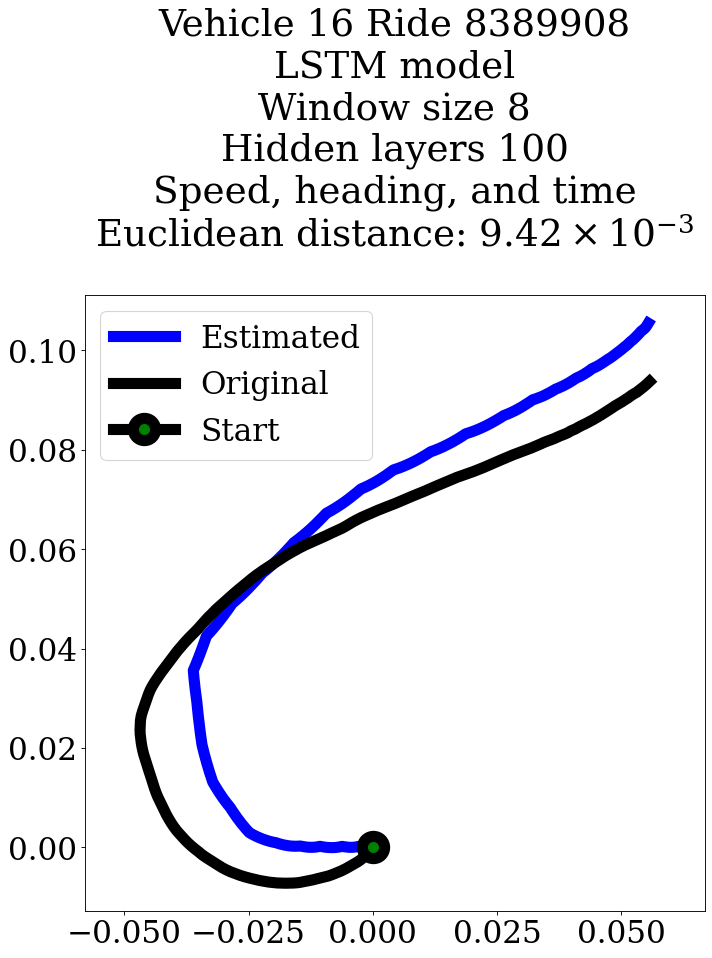 Vehicle 16 Ride 8389908
LSTM model
Window size 8
Hidden layers 100
Speed, heading, and time
Euclidean distance: 9.42 × 10⁻³
Estimated
Original
Start
0.10
0.08
0.06
0.04
0.02
0.00
−0.050 −0.025 0.000 0.025 0.050